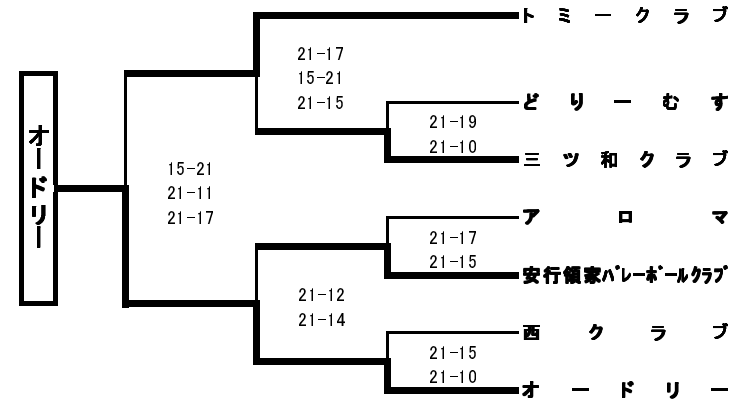 トミークラブ
21-17
15-21
21-15
どりーむす
21-19
21-10
三ツ和クラブ
オードリー
15-21
21-11
21-17
アロマ
21-17
21-15
安行領家バレーボールクラブ
21-12
21-14
西クラブ
21-15
21-10
オードリー